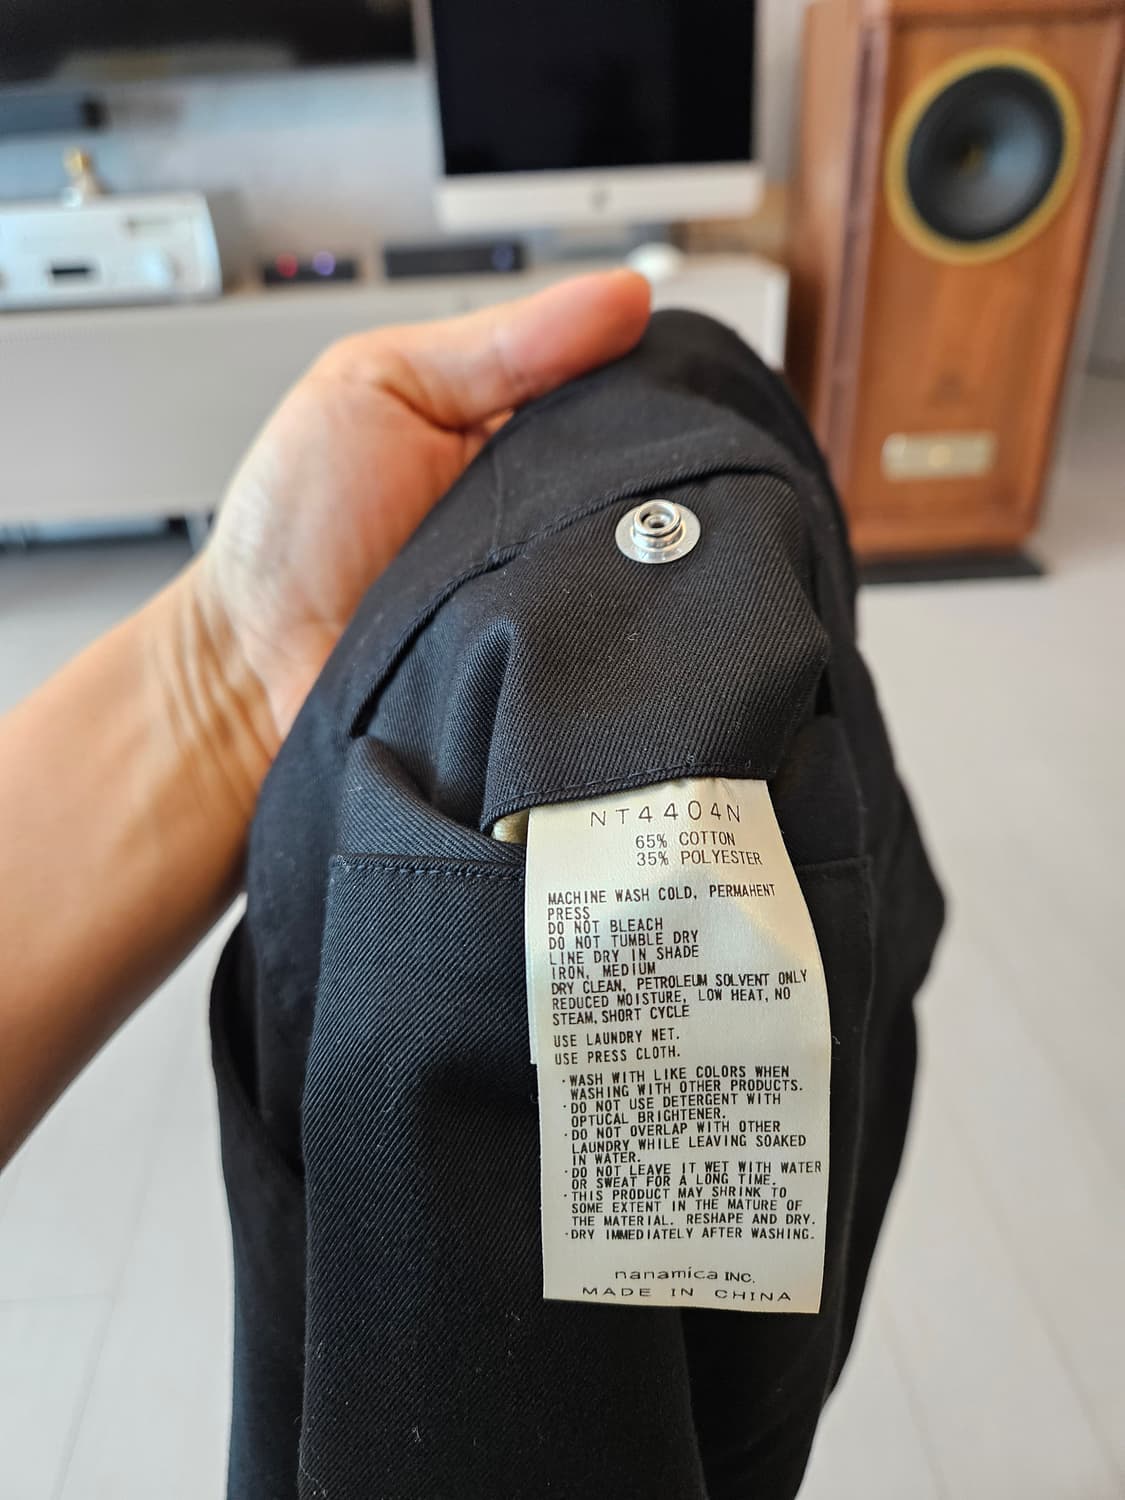 NT4404N
65% COTTON
35% POLYESTER
MACHINE WASH COLD, PERMAHENT
PRESS
DO NOT BLEACH
DO NOT TUMBLE DRY
LINE DRY IN SHADE
IRON, MEDIUM
DRY CLEAN, PETROLEUM SOLVENT ONLY
REDUCED MOISTURE, LOW HEAT, NO
STEAM, SHORT CYCLE
USE LAUNDRY NET.
USE PRESS CLOTH.
·WASH WITH LIKE COLORS WHEN
WASHING WITH OTHER PRODUCTS.
·DO NOT USE DETERGENT WITH
OPTUCAL BRIGHTENER.
·DO NOT OVERLAP WITH OTHER
LAUNDRY WHILE LEAVING SOAKED
IN WATER.
·DO NOT LEAVE IT WET WITH WATER
OR SWEAT FOR A LONG TIME.
·THIS PRODUCT MAY SHRINK TO
SOME EXTENT IN THE MATURE OF
THE MATERIAL. RESHAPE AND DRY.
·DRY IMMEDIATELY AFTER WASHING.
nanamica INC.
MADE IN CHINA